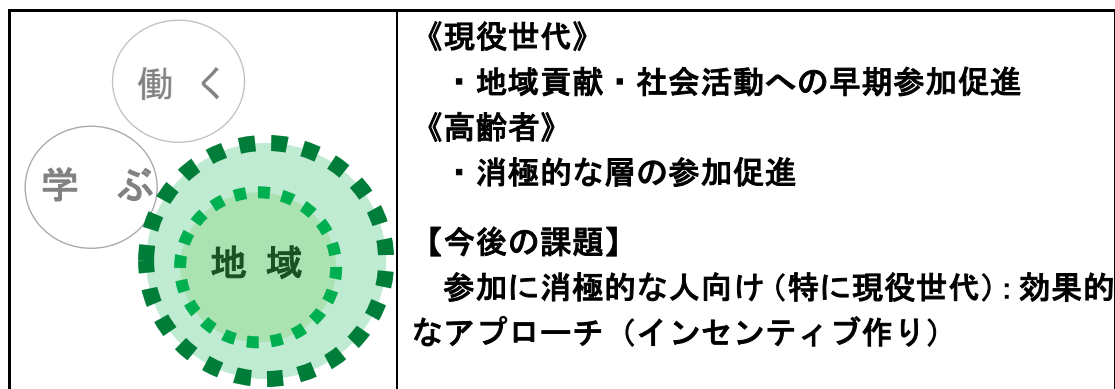 働く
学ぶ
地域
《現役世代》
・地域貢献・社会活動への早期参加促進
《高齢者》
・消極的な層の参加促進
【今後の課題】
参加に消極的な人向け（特に現役世代）：効果的
なアプローチ（インセンティブ作り）